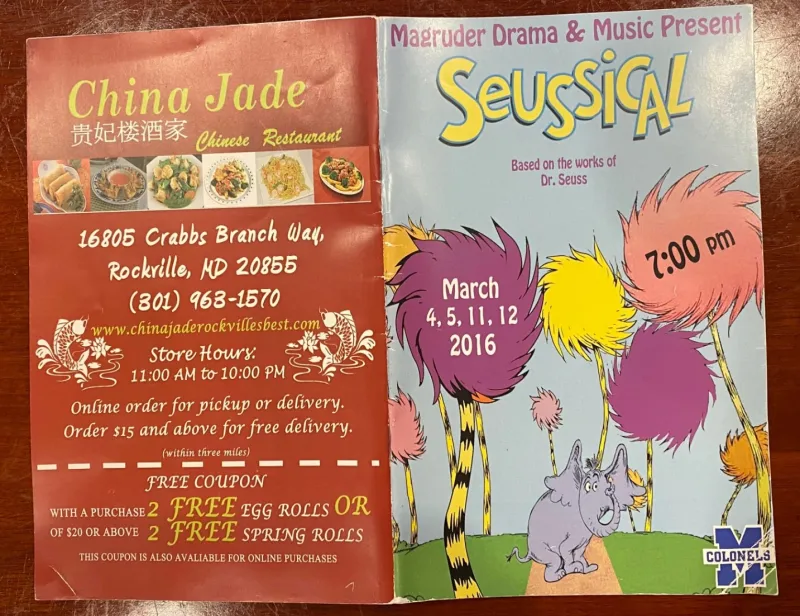 China Jade
贵妃楼酒家
Chinese Restaurant
16805 Crabbs Branch Way,
Rockville, MD 20855
(301) 963-1570
www.chinajaderockvillesbest.com
Store Hours:
11:00 AM to 10:00 PM
Online order for pickup or delivery.
Order $15 and above for free delivery.
(within three miles)
FREE COUPON
WITH A PURCHASE 2 FREE EGG ROLLS OR
OF $20 OR ABOVE 2 FREE SPRING ROLLS
THIS COUPON IS ALSO AVALIABLE FOR ONLINE PURCHASES
Magruder Drama & Music Present
SEUSSICAL
Based on the works of
Dr. Seuss
7:00 pm
March
4, 5, 11, 12
2016
M
COLONELS